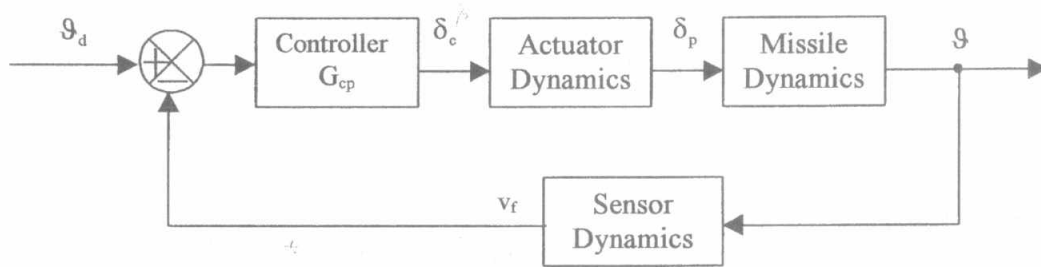 ϑd
Controller
Gcp
δc
Actuator
Dynamics
δp
Missile
Dynamics
ϑ
+
−
vf
Sensor
Dynamics